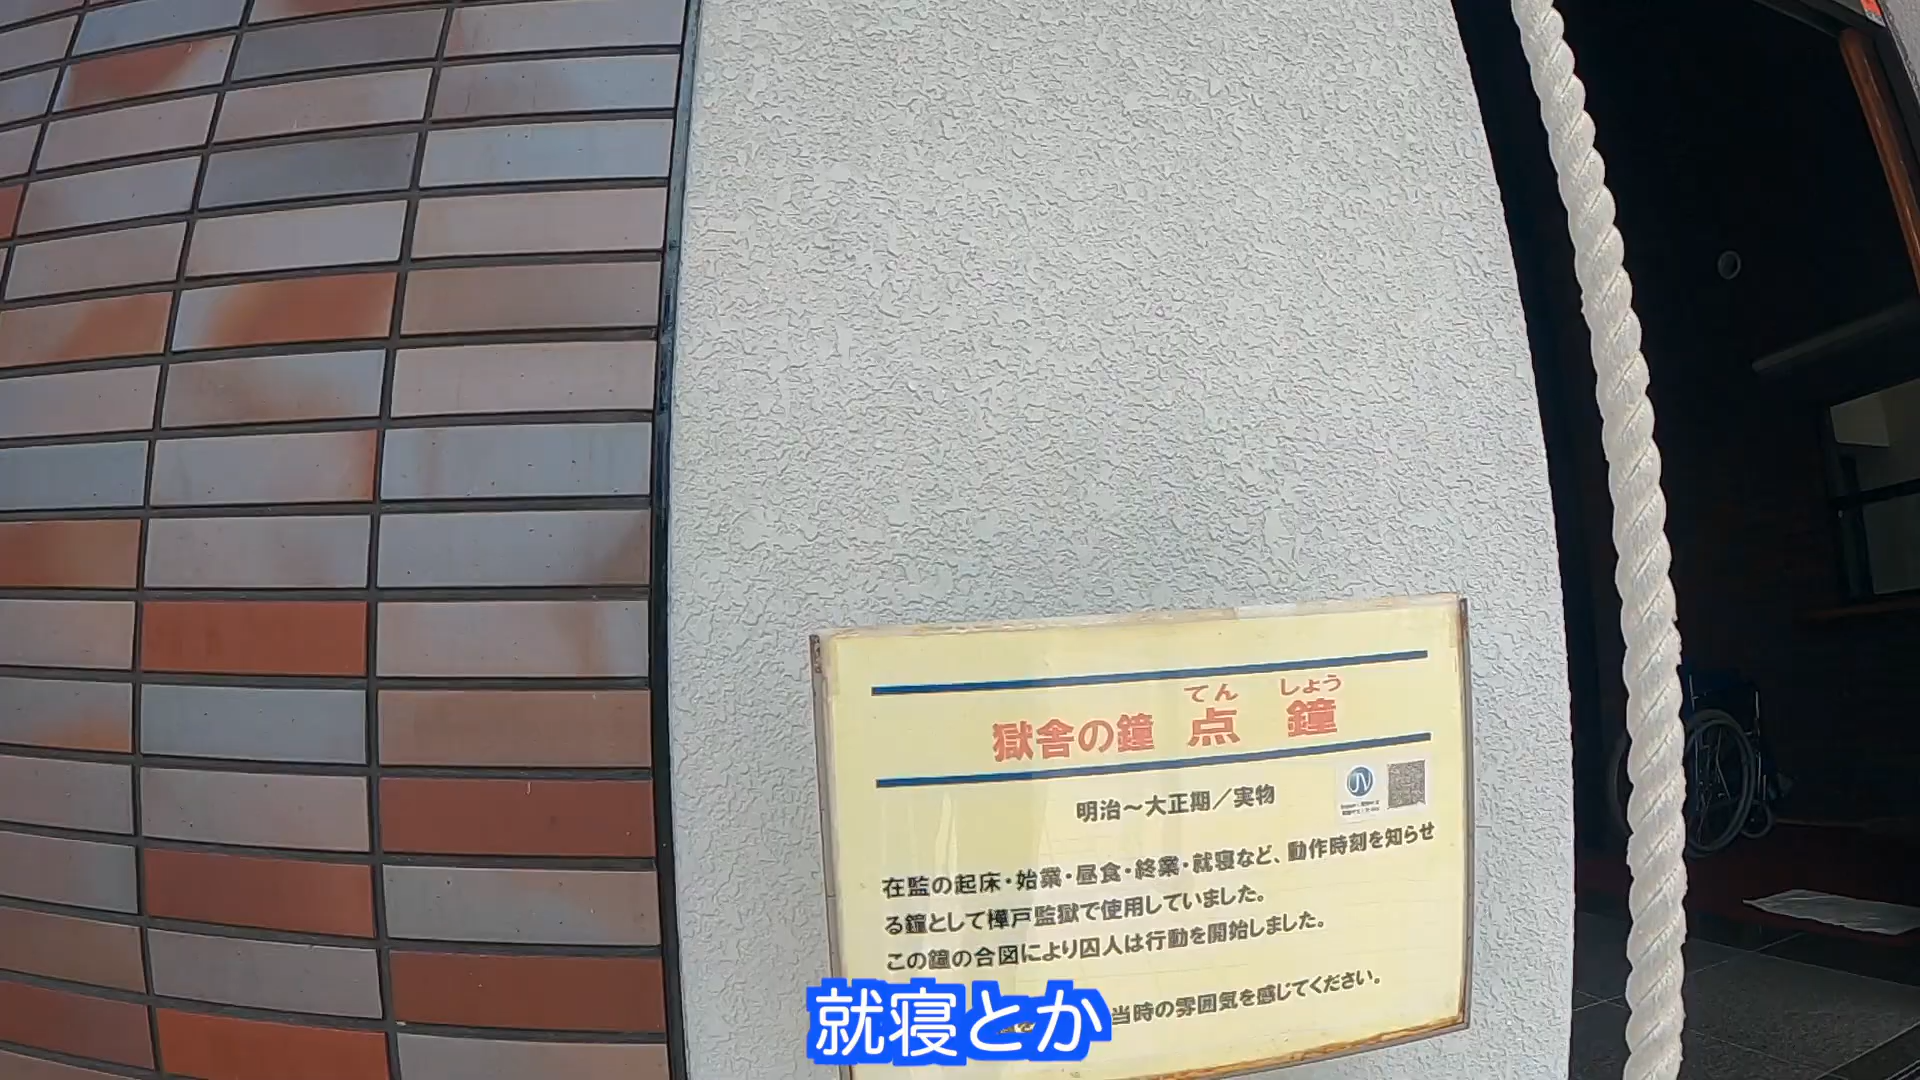 てん しょう
獄舎の鐘 点 鐘
明治～大正期／実物
JV
在監の起床・始業・昼食・終業・就寝など、動作時刻を知らせ
る鐘として樺戸監獄で使用していました。
この鐘の合図により囚人は行動を開始しました。
当時の雰囲気を感じてください。
就寝とか